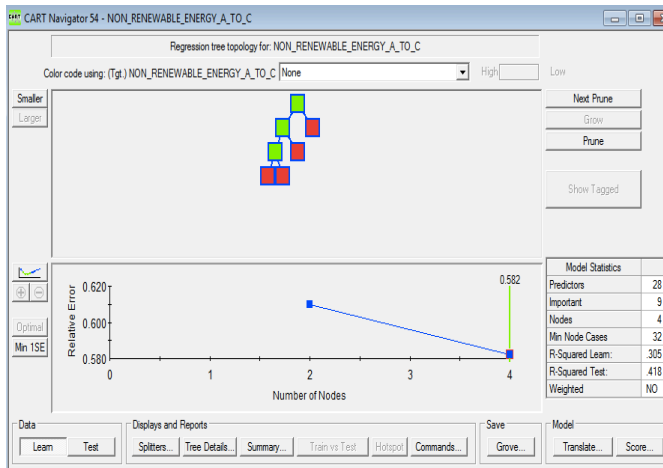 CART CART Navigator 54 - NON_RENEWABLE_ENERGY_A_TO_C
Regression tree topology for: NON_RENEWABLE_ENERGY_A_TO_C
Color code using: (Tgt.) NON_RENEWABLE_ENERGY_A_TO_C None High Low
Smaller
Larger
Next Prune
Grow
Prune
Show Tagged
Optimal
Min 1SE
Relative Error
0.620
0.600
0.580
0.582
0 1 2 3 4
Number of Nodes
Model Statistics
Predictors 28
Important 9
Nodes 4
Min Node Cases 32
R-Squared Learn: .305
R-Squared Test: .418
Weighted NO
Data
Learn Test
Displays and Reports
Splitters... Tree Details... Summary... Train vs Test Hotspot Commands...
Save
Grove...
Model
Translate... Score...